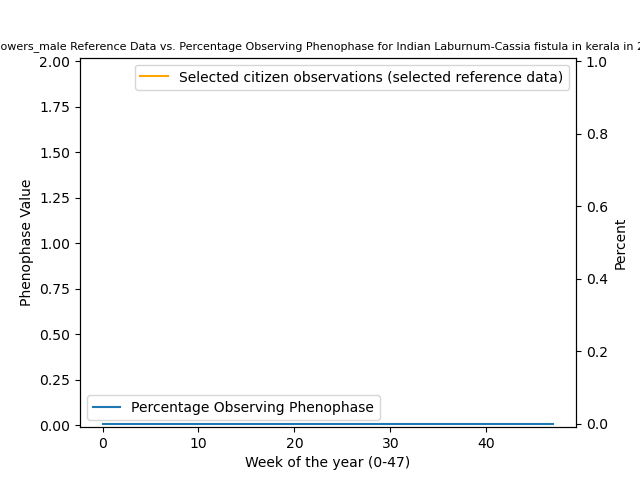 owers_male Reference Data vs. Percentage Observing Phenophase for Indian Laburnum-Cassia fistula in kerala in
2.00
1.75
1.50
1.25
1.00
0.75
0.50
0.25
0.00
Phenophase Value
Selected citizen observations (selected reference data)
Percentage Observing Phenophase
1.0
0.8
0.6
0.4
0.2
0.0
Percent
0 10 20 30 40
Week of the year (0-47)